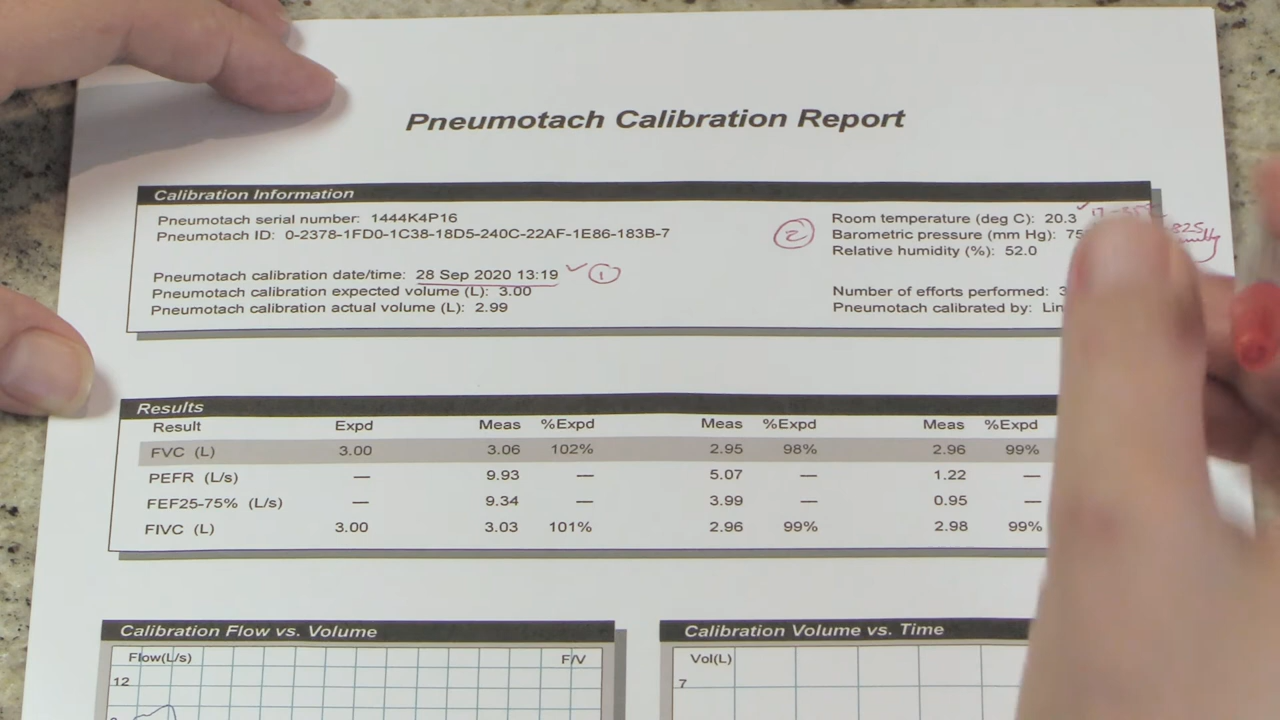 Pneumotach Calibration Report
Calibration Information
Pneumotach serial number: 1444K4P16
Pneumotach ID: 0-2378-1FD0-1C38-18D5-240C-22AF-1E86-183B-7
Pneumotach calibration date/time: 28 Sep 2020 13:19 ✓ 1
Pneumotach calibration expected volume (L): 3.00
Pneumotach calibration actual volume (L): 2.99
2
Room temperature (deg C): 20.3 ✓
Barometric pressure (mm Hg):
Relative humidity (%): 52.0
Number of efforts performed: 3
Pneumotach calibrated by:
Results
Result Expd Meas %Expd Meas %Expd Meas %Expd
FVC (L) 3.00 3.06 102% 2.95 98% 2.96 99%
PEFR (L/s) — 9.93 — 5.07 — 1.22 —
FEF25-75% (L/s) — 9.34 — 3.99 — 0.95 —
FIVC (L) 3.00 3.03 101% 2.96 99% 2.98 99%
Calibration Flow vs. Volume
Flow(L/s) F/V
12
Calibration Volume vs. Time
Vol(L)
7